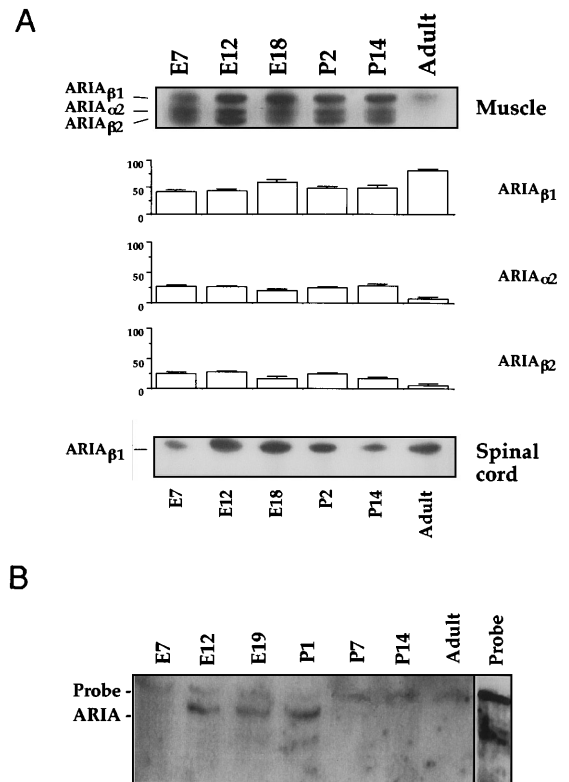 A
E7 E12 E18 P2 P14 Adult
ARIAβ1
ARIAα2
ARIAβ2
Muscle
100
50
0
ARIAβ1
100
50
0
ARIAα2
100
50
0
ARIAβ2
ARIAβ1
Spinal
cord
E7 E12 E18 P2 P14 Adult
B
E7 E12 E19 P1 P7 P14 Adult Probe
Probe -
ARIA -